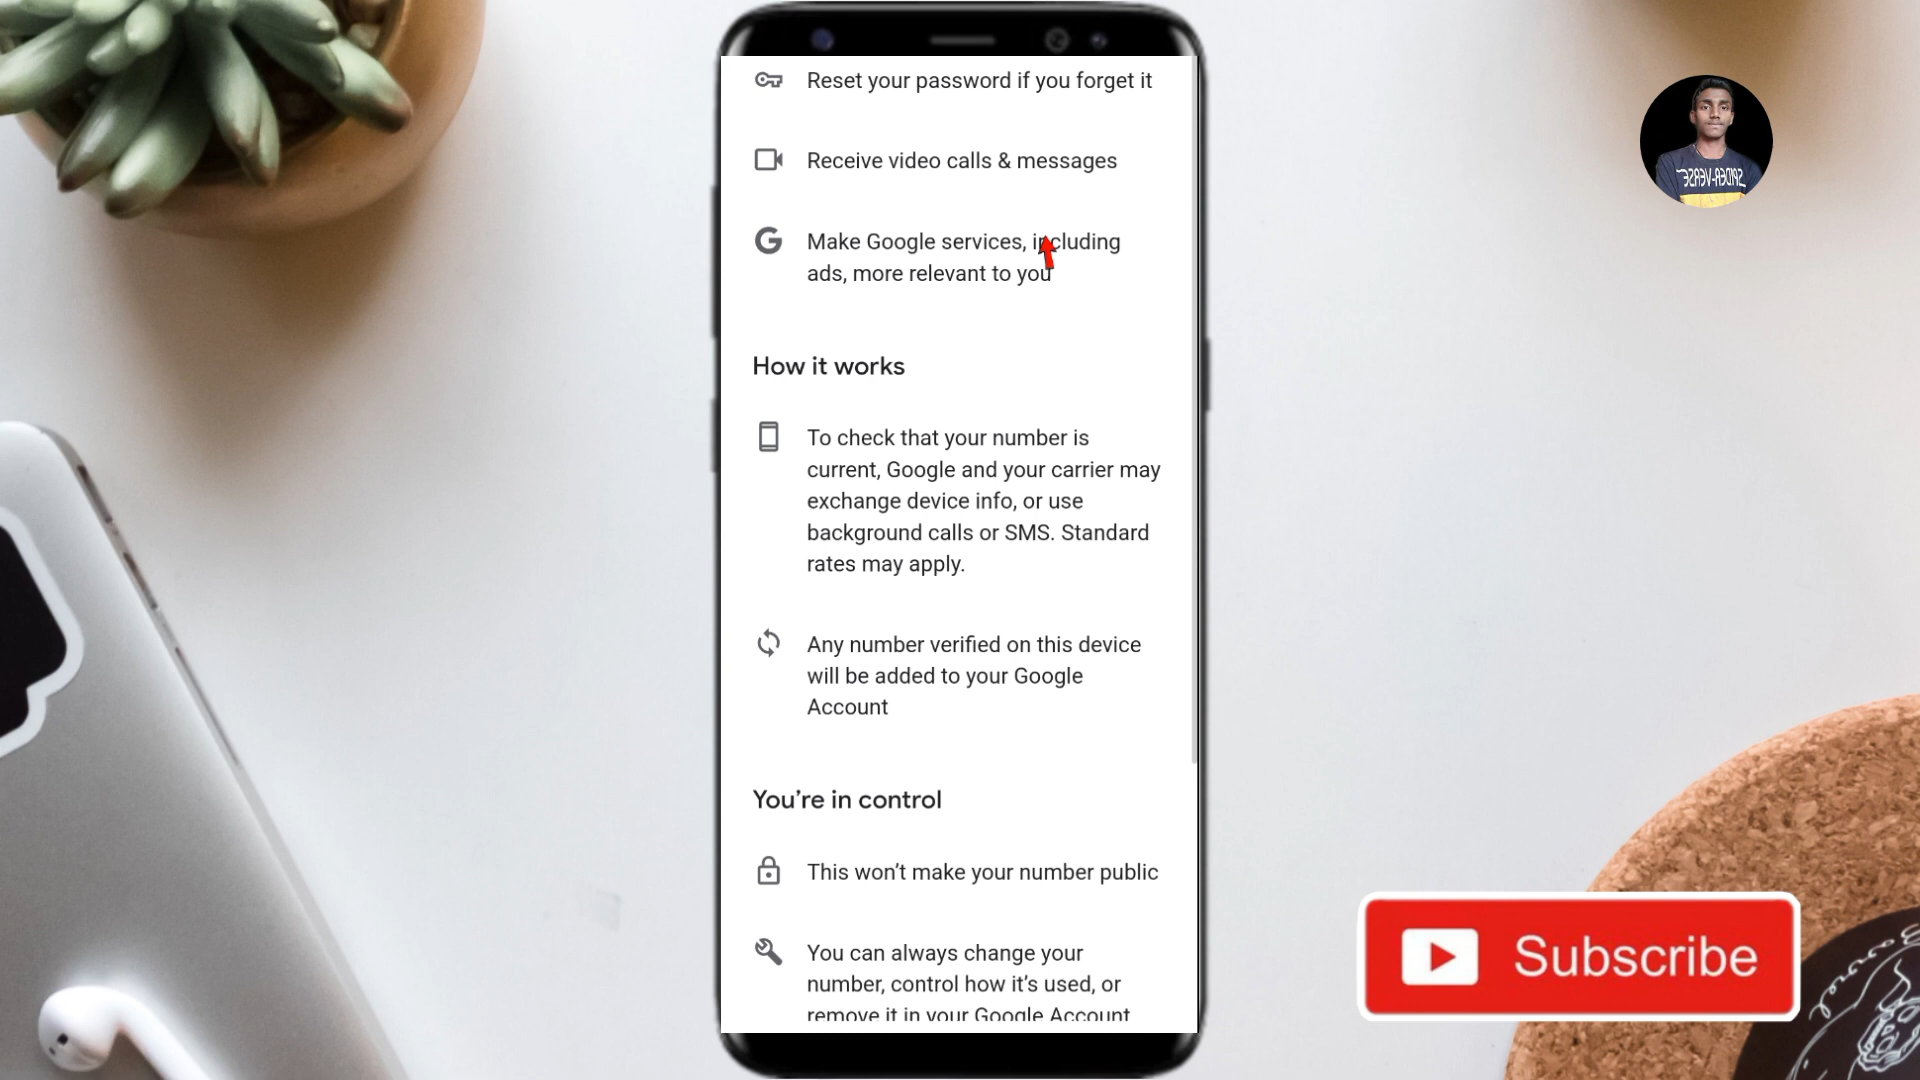 Reset your password if you forget it
Receive video calls & messages
Make Google services, including
ads, more relevant to you
How it works
To check that your number is
current, Google and your carrier may
exchange device info, or use
background calls or SMS. Standard
rates may apply.
Any number verified on this device
will be added to your Google
Account
You’re in control
This won’t make your number public
You can always change your
number, control how it’s used, or
remove it in your Google Account
SPIDER-VERSE
Subscribe